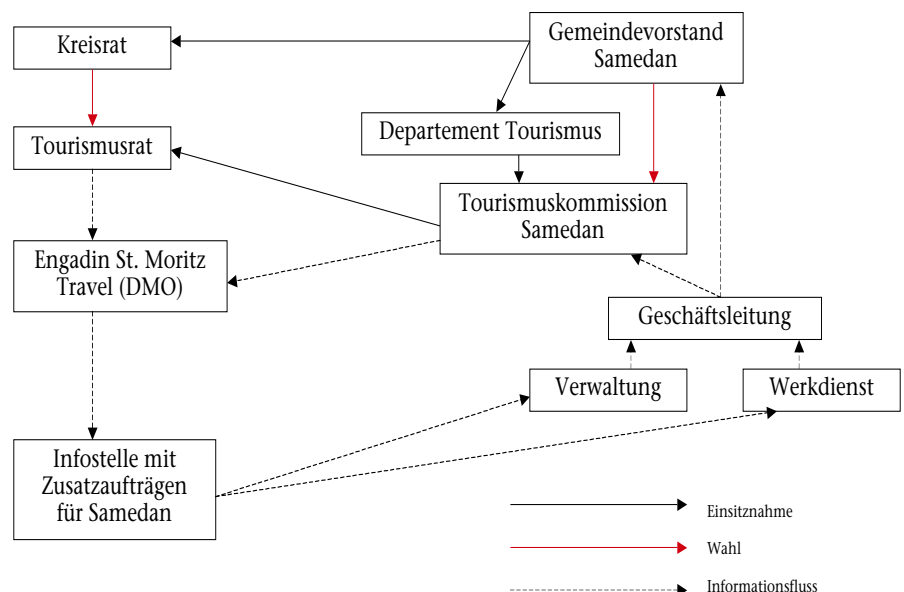 Kreisrat
Gemeindevorstand
Samedan
Tourismusrat
Departement Tourismus
Tourismuskommission
Samedan
Engadin St. Moritz
Travel (DMO)
Geschäftsleitung
Verwaltung
Werkdienst
Infostelle mit
Zusatzaufträgen
für Samedan
Einsitznahme
Wahl
Informationsfluss